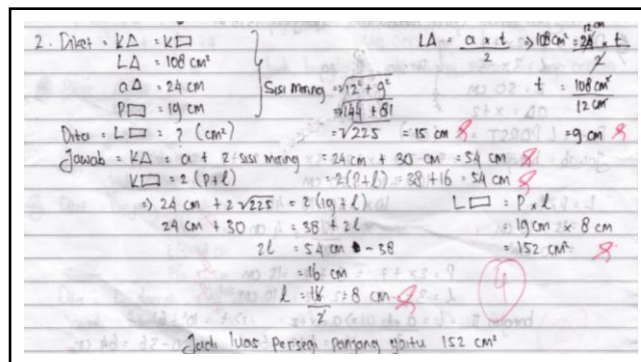 2. Diket = K△ = K▭
L△ = 108 cm²
a△ = 24 cm
P▭ = 19 cm
Dita = L▭ = ? (cm²)
L△ = a x t / 2 => 108 cm² = 24 x t / 2
12 cm
t = 108 cm² / 12 cm
= 9 cm
Sisi miring => √12² + 9²
=> √144 + 81
= √225 = 15 cm
Jawab = K△ = a + 2 sisi miring = 24 cm + 30 cm = 54 cm
K▭ = 2 (P+l) = 2 (P+l) = 38 + 16 = 54 cm
=> 24 cm + 2√225 = 2 (19 + l)
24 cm + 30 = 38 + 2l
2l = 54 cm - 38
= 16 cm
l = 16 / 2 = 8 cm
L▭ = P x l
= 19 cm x 8 cm
= 152 cm²
4
Jadi luas persegi panjang yaitu 152 cm²